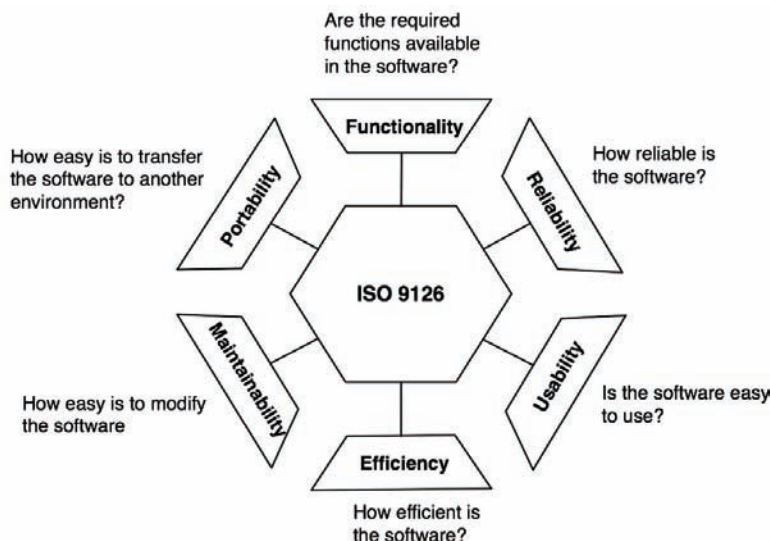 Are the required
functions available
in the software?
Functionality
How easy is to transfer
the software to another
environment?
Portability
How reliable is
the software?
Reliability
ISO 9126
Maintainability
How easy is to modify
the software
Usability
Is the software easy
to use?
Efficiency
How efficient is
the software?